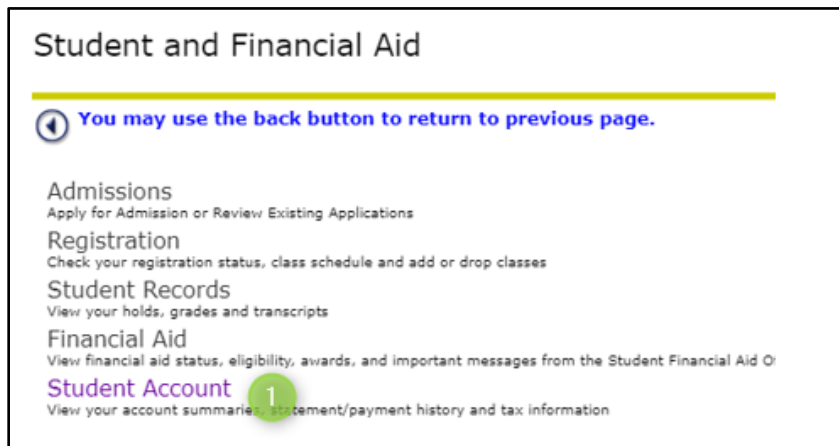 Student and Financial Aid
You may use the back button to return to previous page.
Admissions
Apply for Admission or Review Existing Applications
Registration
Check your registration status, class schedule and add or drop classes
Student Records
View your holds, grades and transcripts
Financial Aid
View financial aid status, eligibility, awards, and important messages from the Student Financial Aid
Student Account 1
View your account summaries, statement/payment history and tax information